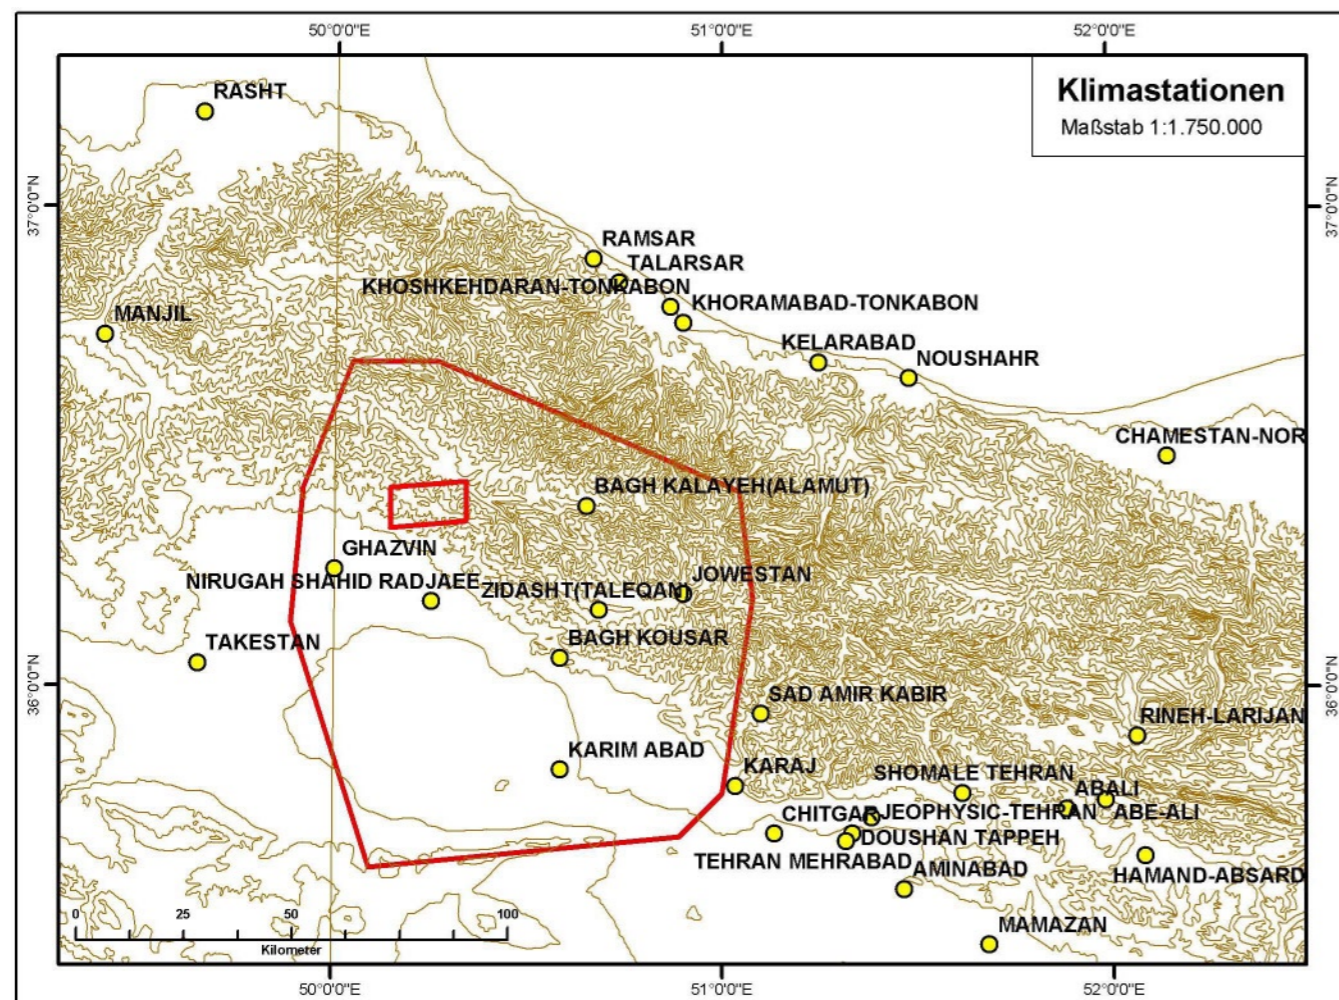 50°0'0"E
51°0'0"E
52°0'0"E
Klimastationen
Maßstab 1:1.750.000
RASHT
37°0'0"N
37°0'0"N
RAMSAR
TALARSAR
KHOSHKEHDARAN-TONKABON
KHORAMABAD-TONKABON
MANJIL
KELARABAD
NOUSHAHR
CHAMESTAN-NOR
BAGH KALAYEH(ALAMUT)
GHAZVIN
NIRUGAH SHAHID RADJAEE
ZIDASHT(TALEQAN)
JOWESTAN
TAKESTAN
BAGH KOUSAR
36°0'0"N
36°0'0"N
SAD AMIR KABIR
RINEH-LARIJAN
KARIM ABAD
KARAJ
SHOMALE TEHRAN
ABALI
CHITGAR
JEOPHYSIC-TEHRAN
ABE-ALI
DOUSHAN TAPPEH
TEHRAN MEHRABAD
AMINABAD
HAMAND-ABSARD
MAMAZAN
0 25 50 100
Kilometer
50°0'0"E
51°0'0"E
52°0'0"E